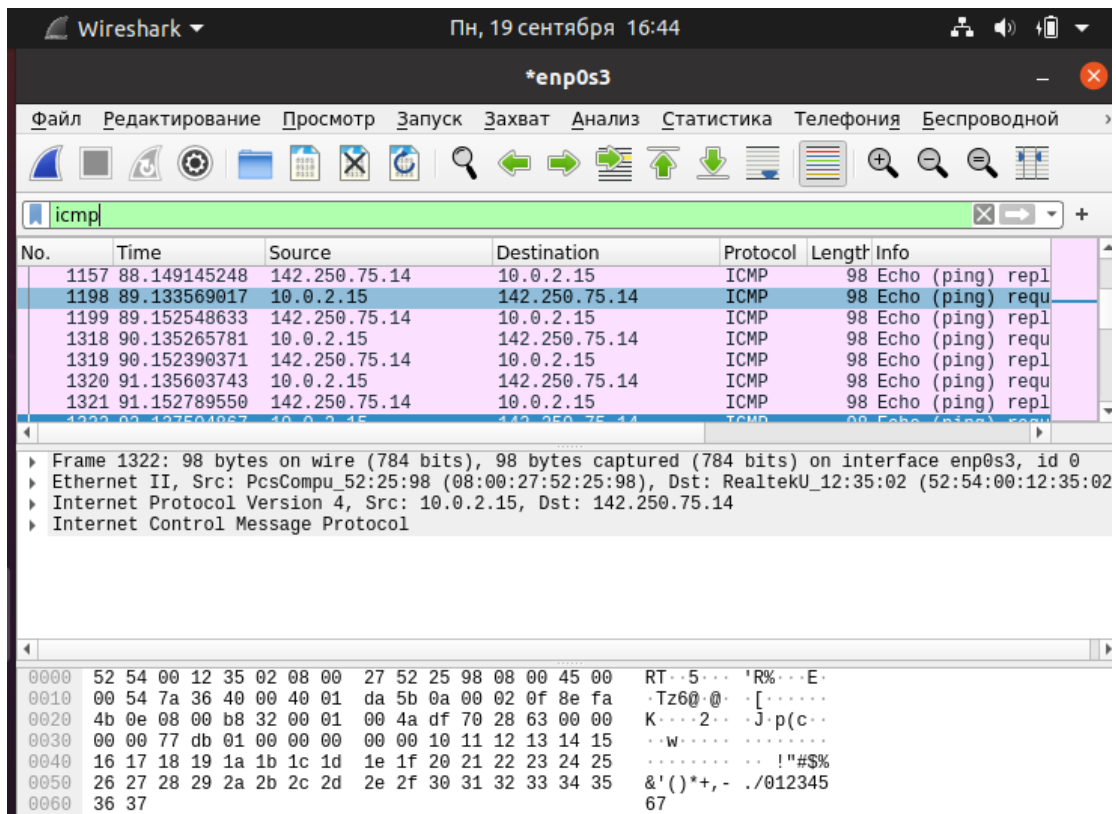 Wireshark
Пн, 19 сентября 16:44
*enp0s3
Файл Редактирование Просмотр Запуск Захват Анализ Статистика Телефония Беспроводной
icmp
No. Time Source Destination Protocol Length Info
1157 88.149145248 142.250.75.14 10.0.2.15 ICMP 98 Echo (ping) repl
1198 89.133569017 10.0.2.15 142.250.75.14 ICMP 98 Echo (ping) requ
1199 89.152548633 142.250.75.14 10.0.2.15 ICMP 98 Echo (ping) repl
1318 90.135265781 10.0.2.15 142.250.75.14 ICMP 98 Echo (ping) requ
1319 90.152390371 142.250.75.14 10.0.2.15 ICMP 98 Echo (ping) repl
1320 91.135603743 10.0.2.15 142.250.75.14 ICMP 98 Echo (ping) requ
1321 91.152789550 142.250.75.14 10.0.2.15 ICMP 98 Echo (ping) repl
1322 92.137504867 10.0.2.15 142.250.75.14 ICMP 98 Echo (ping) requ
Frame 1322: 98 bytes on wire (784 bits), 98 bytes captured (784 bits) on interface enp0s3, id 0
Ethernet II, Src: PcsCompu_52:25:98 (08:00:27:52:25:98), Dst: RealtekU_12:35:02 (52:54:00:12:35:02
Internet Protocol Version 4, Src: 10.0.2.15, Dst: 142.250.75.14
Internet Control Message Protocol
0000 52 54 00 12 35 02 08 00 27 52 25 98 08 00 45 00 RT··5··· 'R%···E·
0010 00 54 7a 36 40 00 40 01 da 5b 0a 00 02 0f 8e fa ·Tz6@·@· ·[······
0020 4b 0e 08 00 b8 32 00 01 00 4a df 70 28 63 00 00 K····2·· ·J·p(c··
0030 00 00 77 db 01 00 00 00 00 00 10 11 12 13 14 15 ··w····· ········
0040 16 17 18 19 1a 1b 1c 1d 1e 1f 20 21 22 23 24 25 ········ ·· !"#$%
0050 26 27 28 29 2a 2b 2c 2d 2e 2f 30 31 32 33 34 35 &'()*+,- ./012345
0060 36 37 67